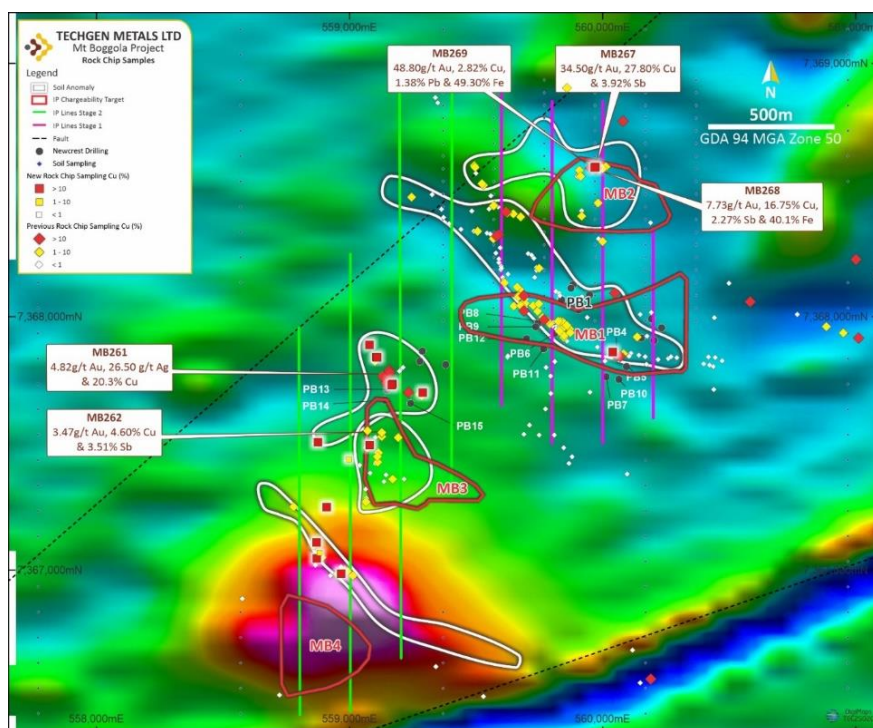 559,000mE
560,000mE
TECHGEN METALS LTD
Mt Boggola Project
Rock Chip Samples
Legend
Soil Anomaly
IP Chargeability Target
IP Lines Stage 2
IP Lines Stage 1
Fault
Newcrest Drilling
Soil Sampling
New Rock Chip Sampling Cu (%)
> 10
1 - 10
< 1
Previous Rock Chip Sampling Cu (%)
> 10
1 - 10
< 1
MB269
48.80g/t Au, 2.82% Cu,
1.38% Pb & 49.30% Fe
MB267
34.50g/t Au, 27.80% Cu
& 3.92% Sb
7,369,000mN
N
500m
GDA 94 MGA Zone 50
MB2
MB268
7.73g/t Au, 16.75% Cu,
2.27% Sb & 40.1% Fe
7,368,000mN
7,368,000mN
PB1
PB8
PB9
PB12
MB1
PB4
PB6
PB11
PB5
PB10
PB7
MB261
4.82g/t Au, 26.50 g/t Ag
& 20.3% Cu
PB13
PB14
PB15
MB262
3.47g/t Au, 4.60% Cu
& 3.51% Sb
MB3
7,367,000mN
7,367,000mN
MB4
558,000mE
559,000mE
560,000mE